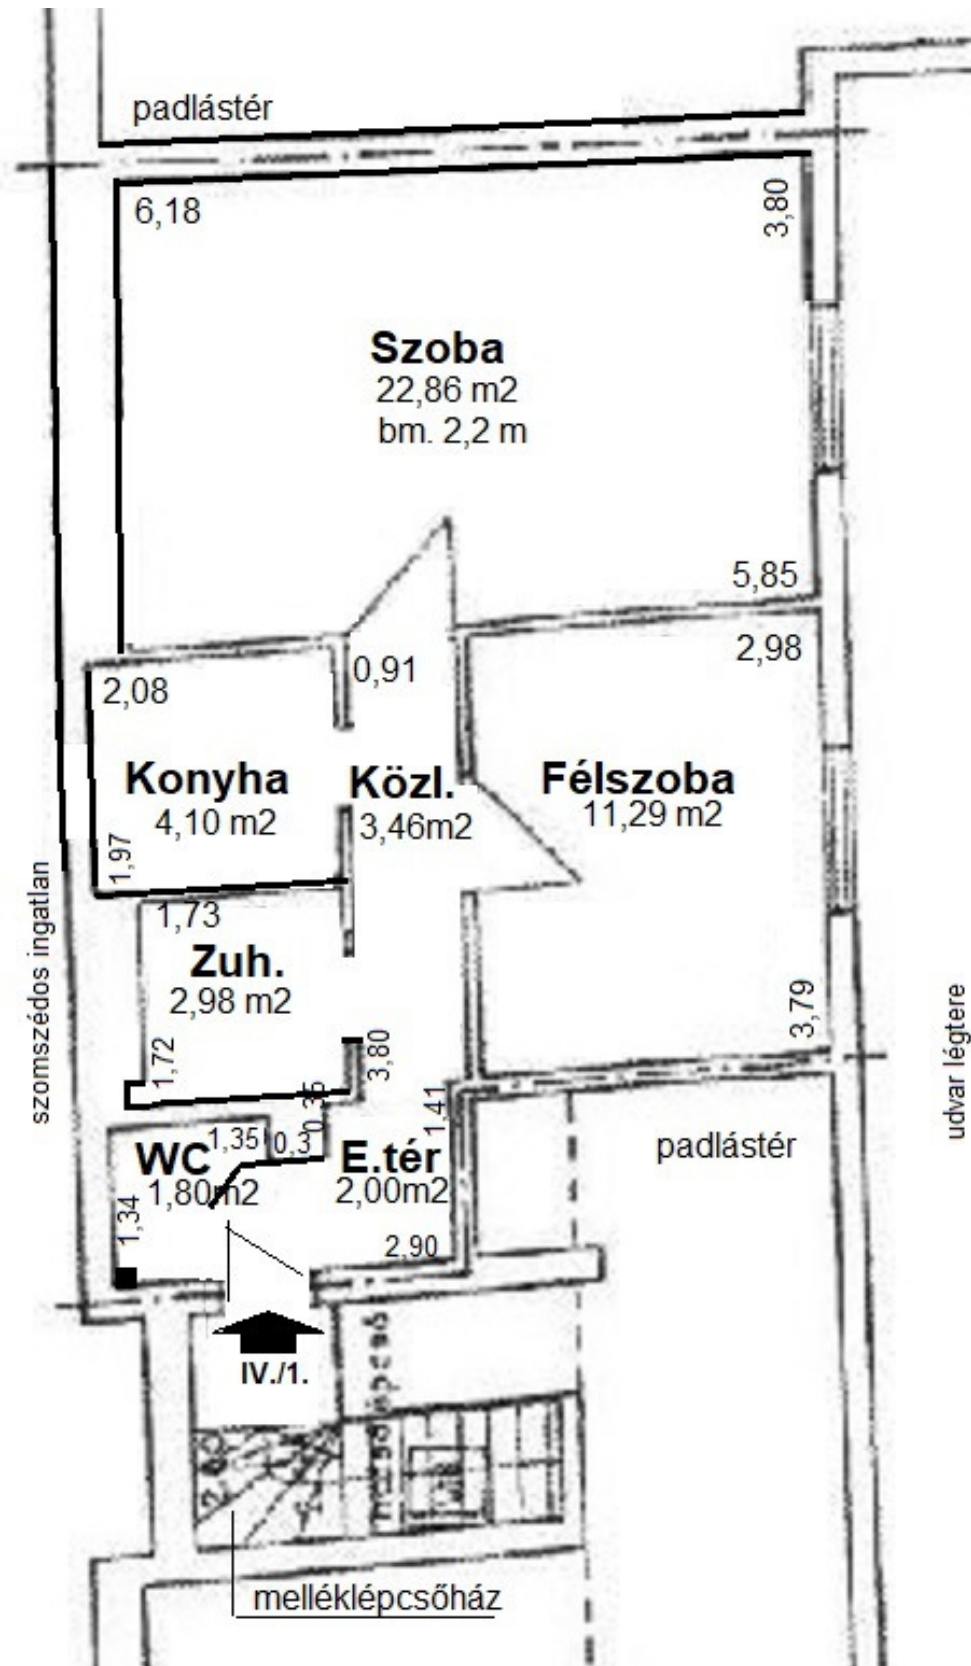 padlástér
6,18
3,80
Szoba
22,86 m2
bm. 2,2 m
5,85
2,98
0,91
2,08
Konyha
4,10 m2
1,97
Közl.
3,46m2
Félszoba
11,29 m2
3,79
1,73
Zuh.
2,98 m2
1,72
3,80
szomszédos ingatlan
udvar légtere
padlástér
0,35
1,41
1,35
0,3
WC
1,80m2
1,34
E.tér
2,00m2
2,90
IV./1.
melléklépcsőház